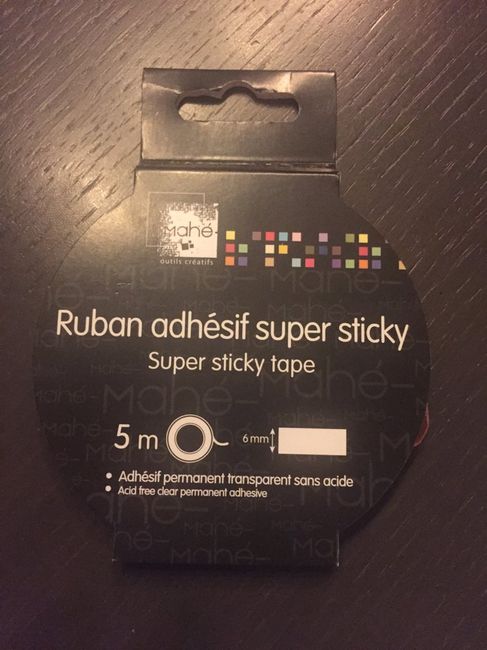 Mahé-
outils créatifs
Ruban adhésif super sticky
Super sticky tape
5 m
6 mm
• Adhésif permanent transparent sans acide
• Acid free clear permanent adhesive